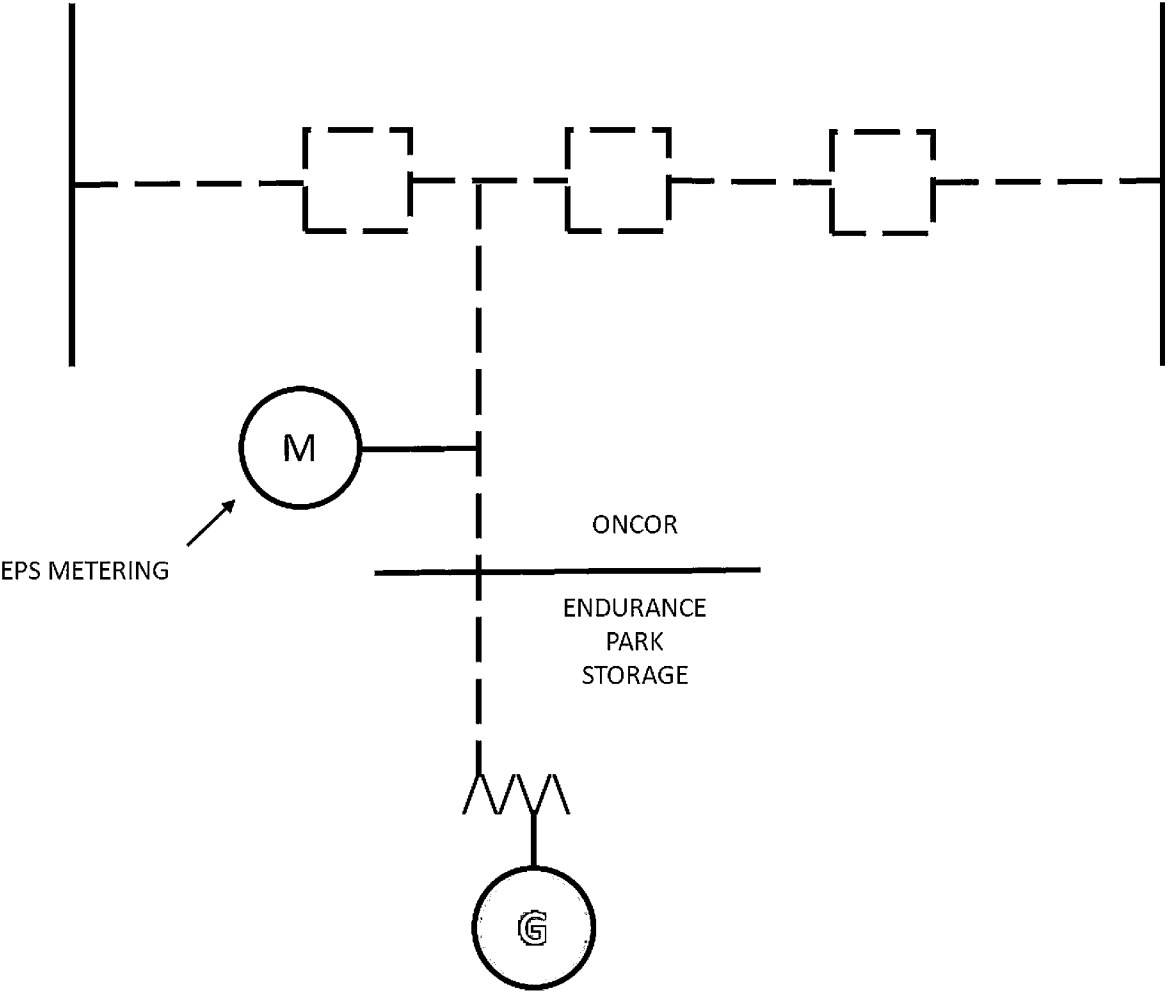 M
EPS METERING
ONCOR
ENDURANCE
PARK
STORAGE
G